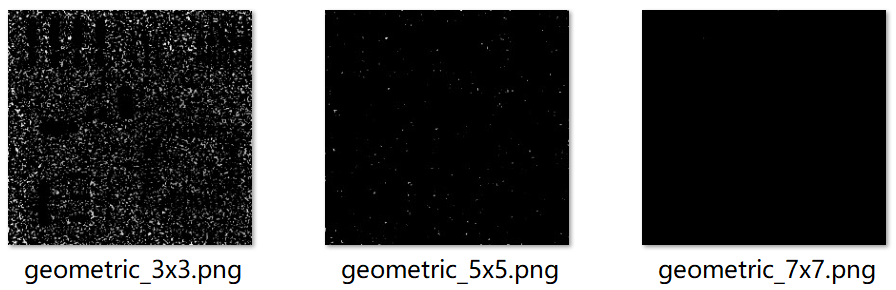 geometric_3x3.png
geometric_5x5.png
geometric_7x7.png